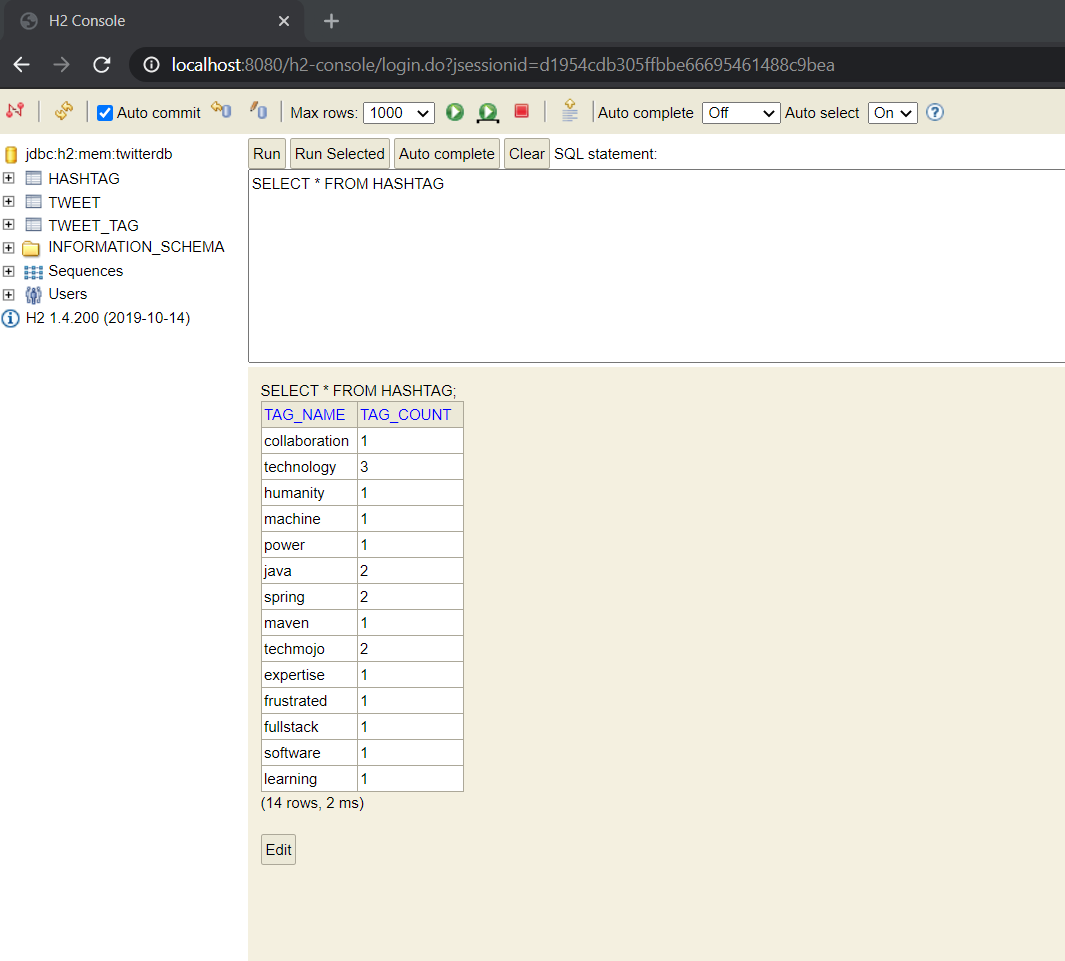 H2 Console
localhost:8080/h2-console/login.do?jsessionid=d1954cdb305ffbbe66695461488c9bea
Auto commit Max rows: 1000 Auto complete Off Auto select On ?
jdbc:h2:mem:twitterdb
HASHTAG
TWEET
TWEET_TAG
INFORMATION_SCHEMA
Sequences
Users
H2 1.4.200 (2019-10-14)
Run Run Selected Auto complete Clear SQL statement:
SELECT * FROM HASHTAG
SELECT * FROM HASHTAG;
TAG_NAME TAG_COUNT
collaboration 1
technology 3
humanity 1
machine 1
power 1
java 2
spring 2
maven 1
techmojo 2
expertise 1
frustrated 1
fullstack 1
software 1
learning 1
(14 rows, 2 ms)
Edit